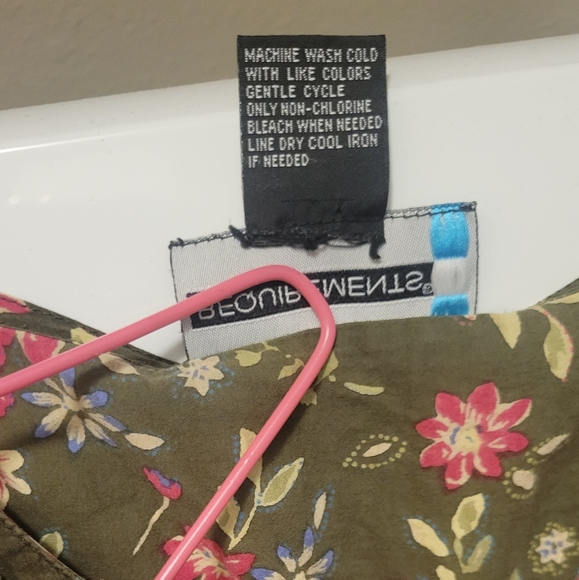 MACHINE WASH COLD
WITH LIKE COLORS
GENTLE CYCLE
ONLY NON-CHLORINE
BLEACH WHEN NEEDED
LINE DRY COOL IRON
IF NEEDED
REQUIREMENTS®